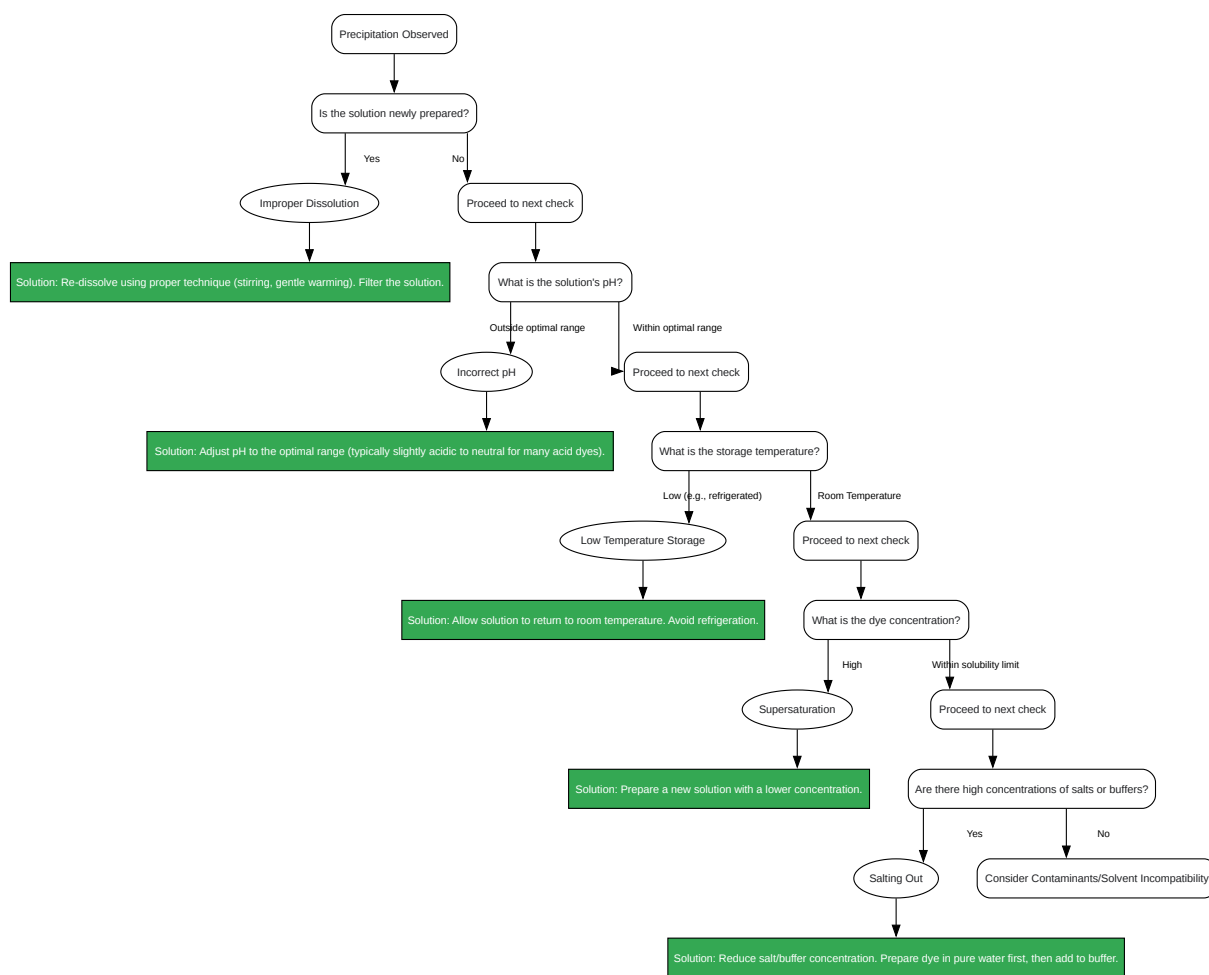 Precipitation Observed
Is the solution newly prepared?
Yes
No
Improper Dissolution
Proceed to next check
Solution: Re-dissolve using proper technique (stirring, gentle warming). Filter the solution.
What is the solution's pH?
Outside optimal range
Within optimal range
Incorrect pH
Proceed to next check
Solution: Adjust pH to the optimal range (typically slightly acidic to neutral for many acid dyes).
What is the storage temperature?
Low (e.g., refrigerated)
Room Temperature
Low Temperature Storage
Proceed to next check
Solution: Allow solution to return to room temperature. Avoid refrigeration.
What is the dye concentration?
High
Within solubility limit
Supersaturation
Proceed to next check
Solution: Prepare a new solution with a lower concentration.
Are there high concentrations of salts or buffers?
Yes
No
Salting Out
Consider Contaminants/Solvent Incompatibility
Solution: Reduce salt/buffer concentration. Prepare dye in pure water first, then add to buffer.